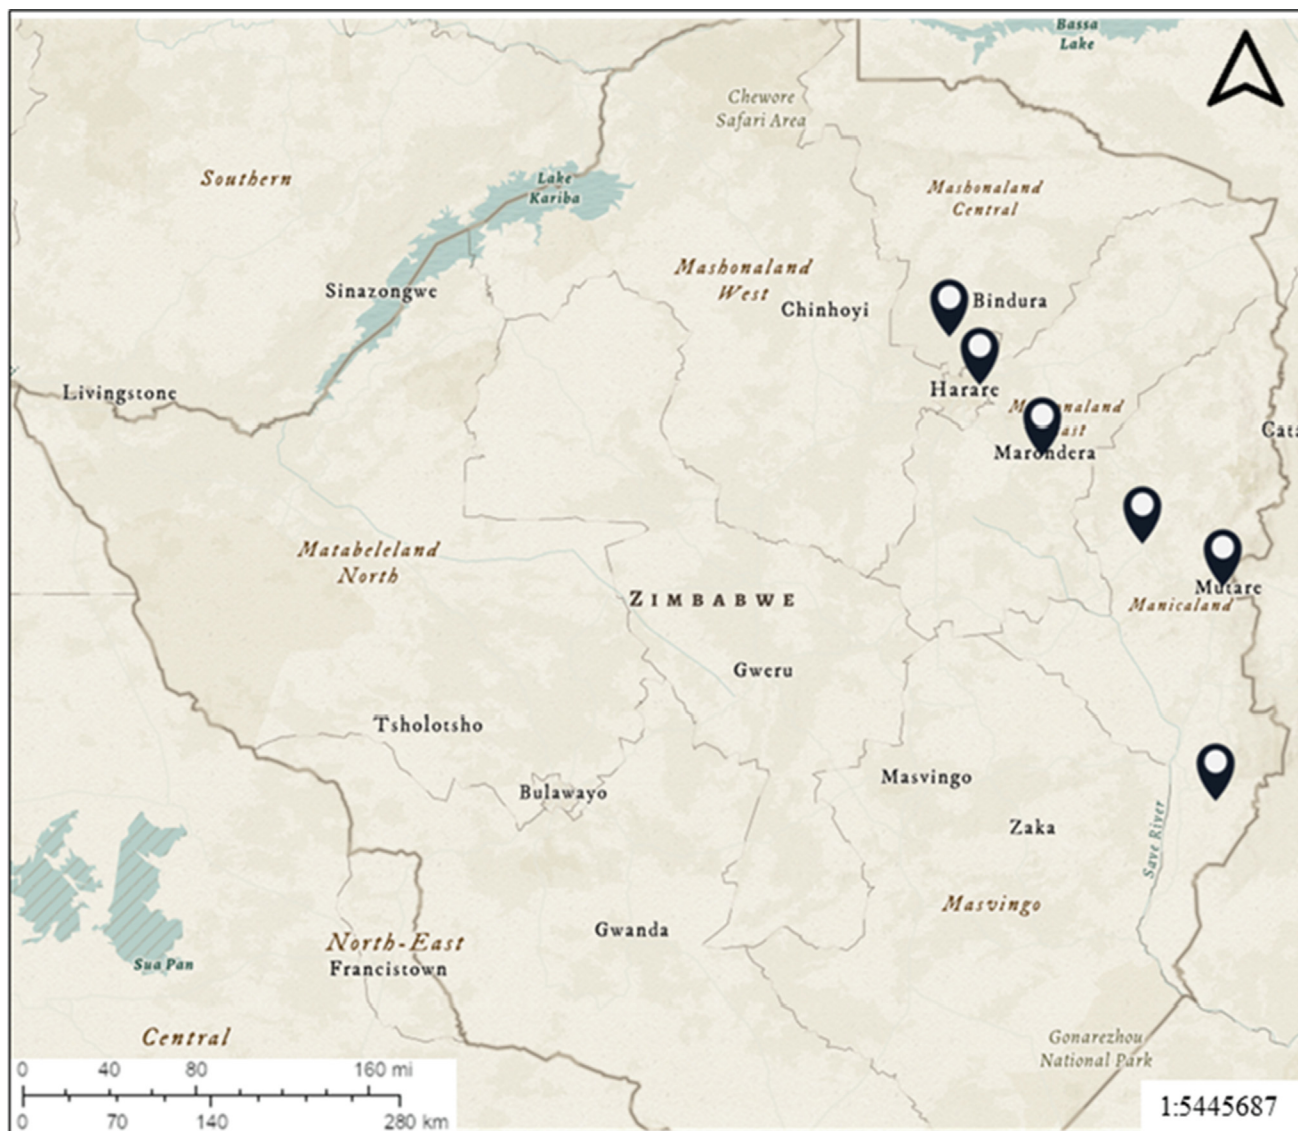 Bassa
Lake
Chewore
Safari Area
Southern
Lake
Kariba
Mashonaland
Central
Mashonaland
West
Sinazongwe
Chinhoyi
Bindura
Livingstone
Harare
Marondera
Matabeleland
North
ZIMBABWE
Mutare
Manicaland
Gweru
Tsholotsho
Masvingo
Bulawayo
Zaka
Save River
Masvingo
Gwanda
North-East
Francistown
Sua Pan
Central
Gonarezhou
National Park
0 40 80 160 mi
0 70 140 280 km
1:5445687